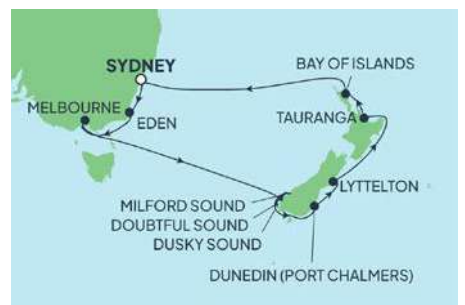 SYDNEY
BAY OF ISLANDS
MELBOURNE
EDEN
TAURANGA
LYTTELTON
MILFORD SOUND
DOUBTFUL SOUND
DUSKY SOUND
DUNEDIN (PORT CHALMERS)